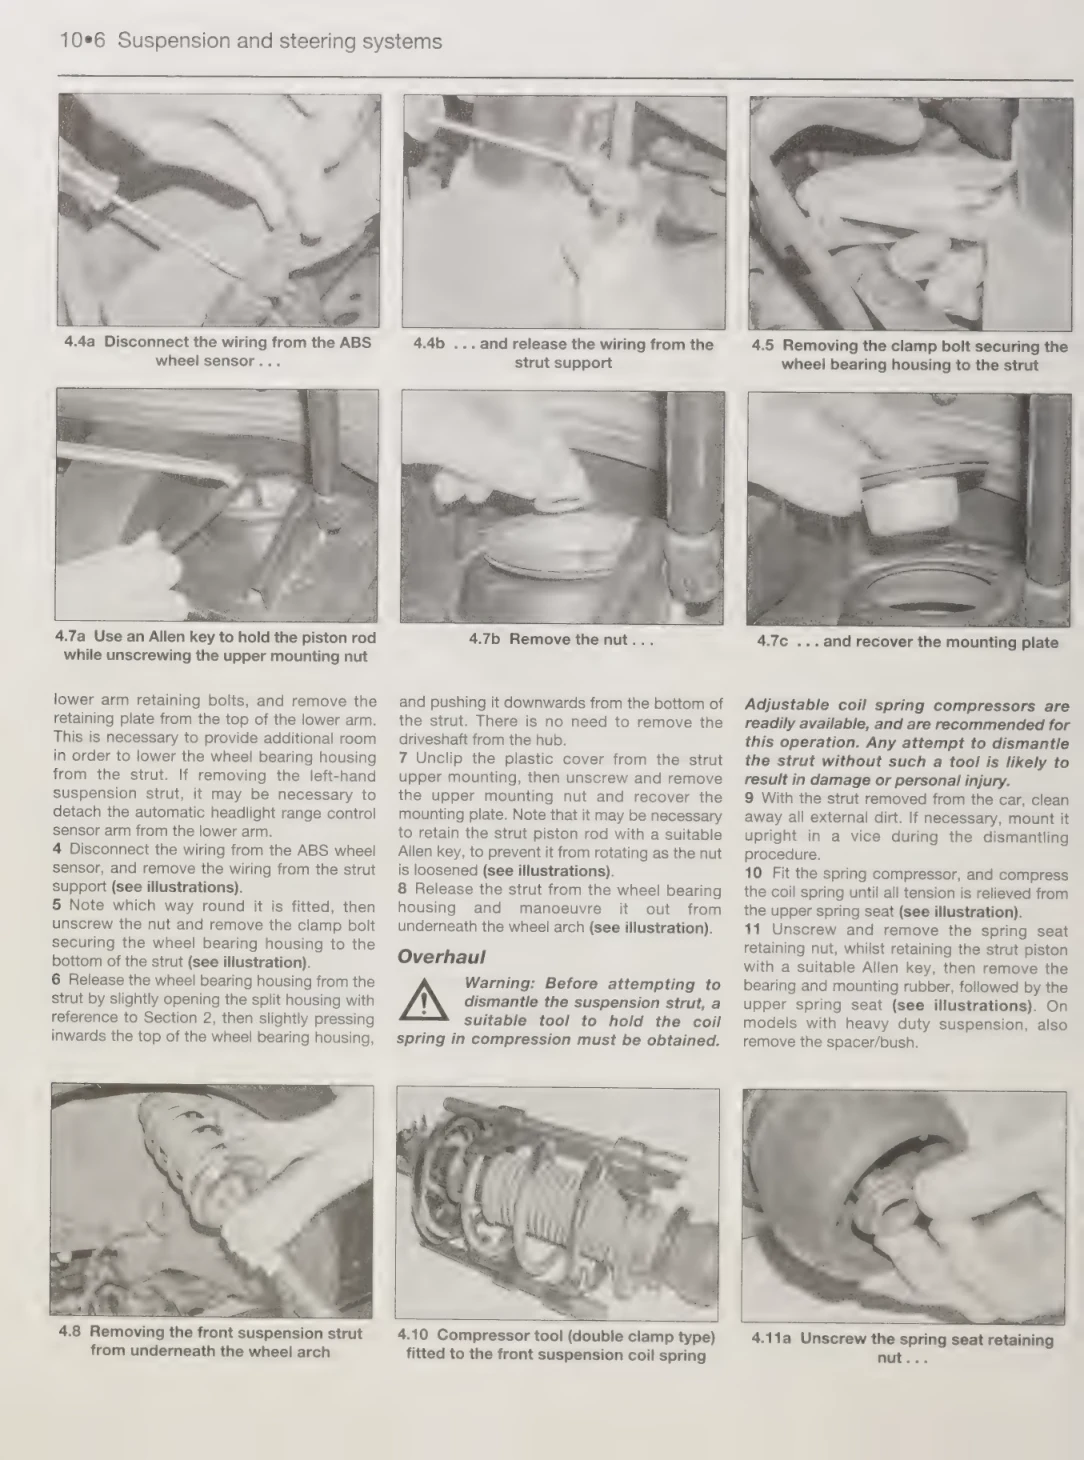 10•6 Suspension and steering systems
4.4a Disconnect the wiring from the ABS
wheel sensor . . .
4.4b . . . and release the wiring from the
strut support
4.5 Removing the clamp bolt securing the
wheel bearing housing to the strut
4.7a Use an Allen key to hold the piston rod
while unscrewing the upper mounting nut
4.7b Remove the nut . . .
4.7c . . . and recover the mounting plate
lower arm retaining bolts, and remove the
retaining plate from the top of the lower arm.
This is necessary to provide additional room
in order to lower the wheel bearing housing
from the strut. If removing the left-hand
suspension strut, it may be necessary to
detach the automatic headlight range control
sensor arm from the lower arm.
4 Disconnect the wiring from the ABS wheel
sensor, and remove the wiring from the strut
support (see illustrations).
5 Note which way round it is fitted, then
unscrew the nut and remove the clamp bolt
securing the wheel bearing housing to the
bottom of the strut (see illustration).
6 Release the wheel bearing housing from the
strut by slightly opening the split housing with
reference to Section 2, then slightly pressing
inwards the top of the wheel bearing housing,
and pushing it downwards from the bottom of
the strut. There is no need to remove the
driveshaft from the hub.
7 Unclip the plastic cover from the strut
upper mounting, then unscrew and remove
the upper mounting nut and recover the
mounting plate. Note that it may be necessary
to retain the strut piston rod with a suitable
Allen key, to prevent it from rotating as the nut
is loosened (see illustrations).
8 Release the strut from the wheel bearing
housing and manoeuvre it out from
underneath the wheel arch (see illustration).
Overhaul
Warning: Before attempting to
dismantle the suspension strut, a
suitable tool to hold the coil
spring in compression must be obtained.
Adjustable coil spring compressors are
readily available, and are recommended for
this operation. Any attempt to dismantle
the strut without such a tool is likely to
result in damage or personal injury.
9 With the strut removed from the car, clean
away all external dirt. If necessary, mount it
upright in a vice during the dismantling
procedure.
10 Fit the spring compressor, and compress
the coil spring until all tension is relieved from
the upper spring seat (see illustration).
11 Unscrew and remove the spring seat
retaining nut, whilst retaining the strut piston
with a suitable Allen key, then remove the
bearing and mounting rubber, followed by the
upper spring seat (see illustrations). On
models with heavy duty suspension, also
remove the spacer/bush.
4.8 Removing the front suspension strut
from underneath the wheel arch
4.10 Compressor tool (double clamp type)
fitted to the front suspension coil spring
4.11a Unscrew the spring seat retaining
nut . . .